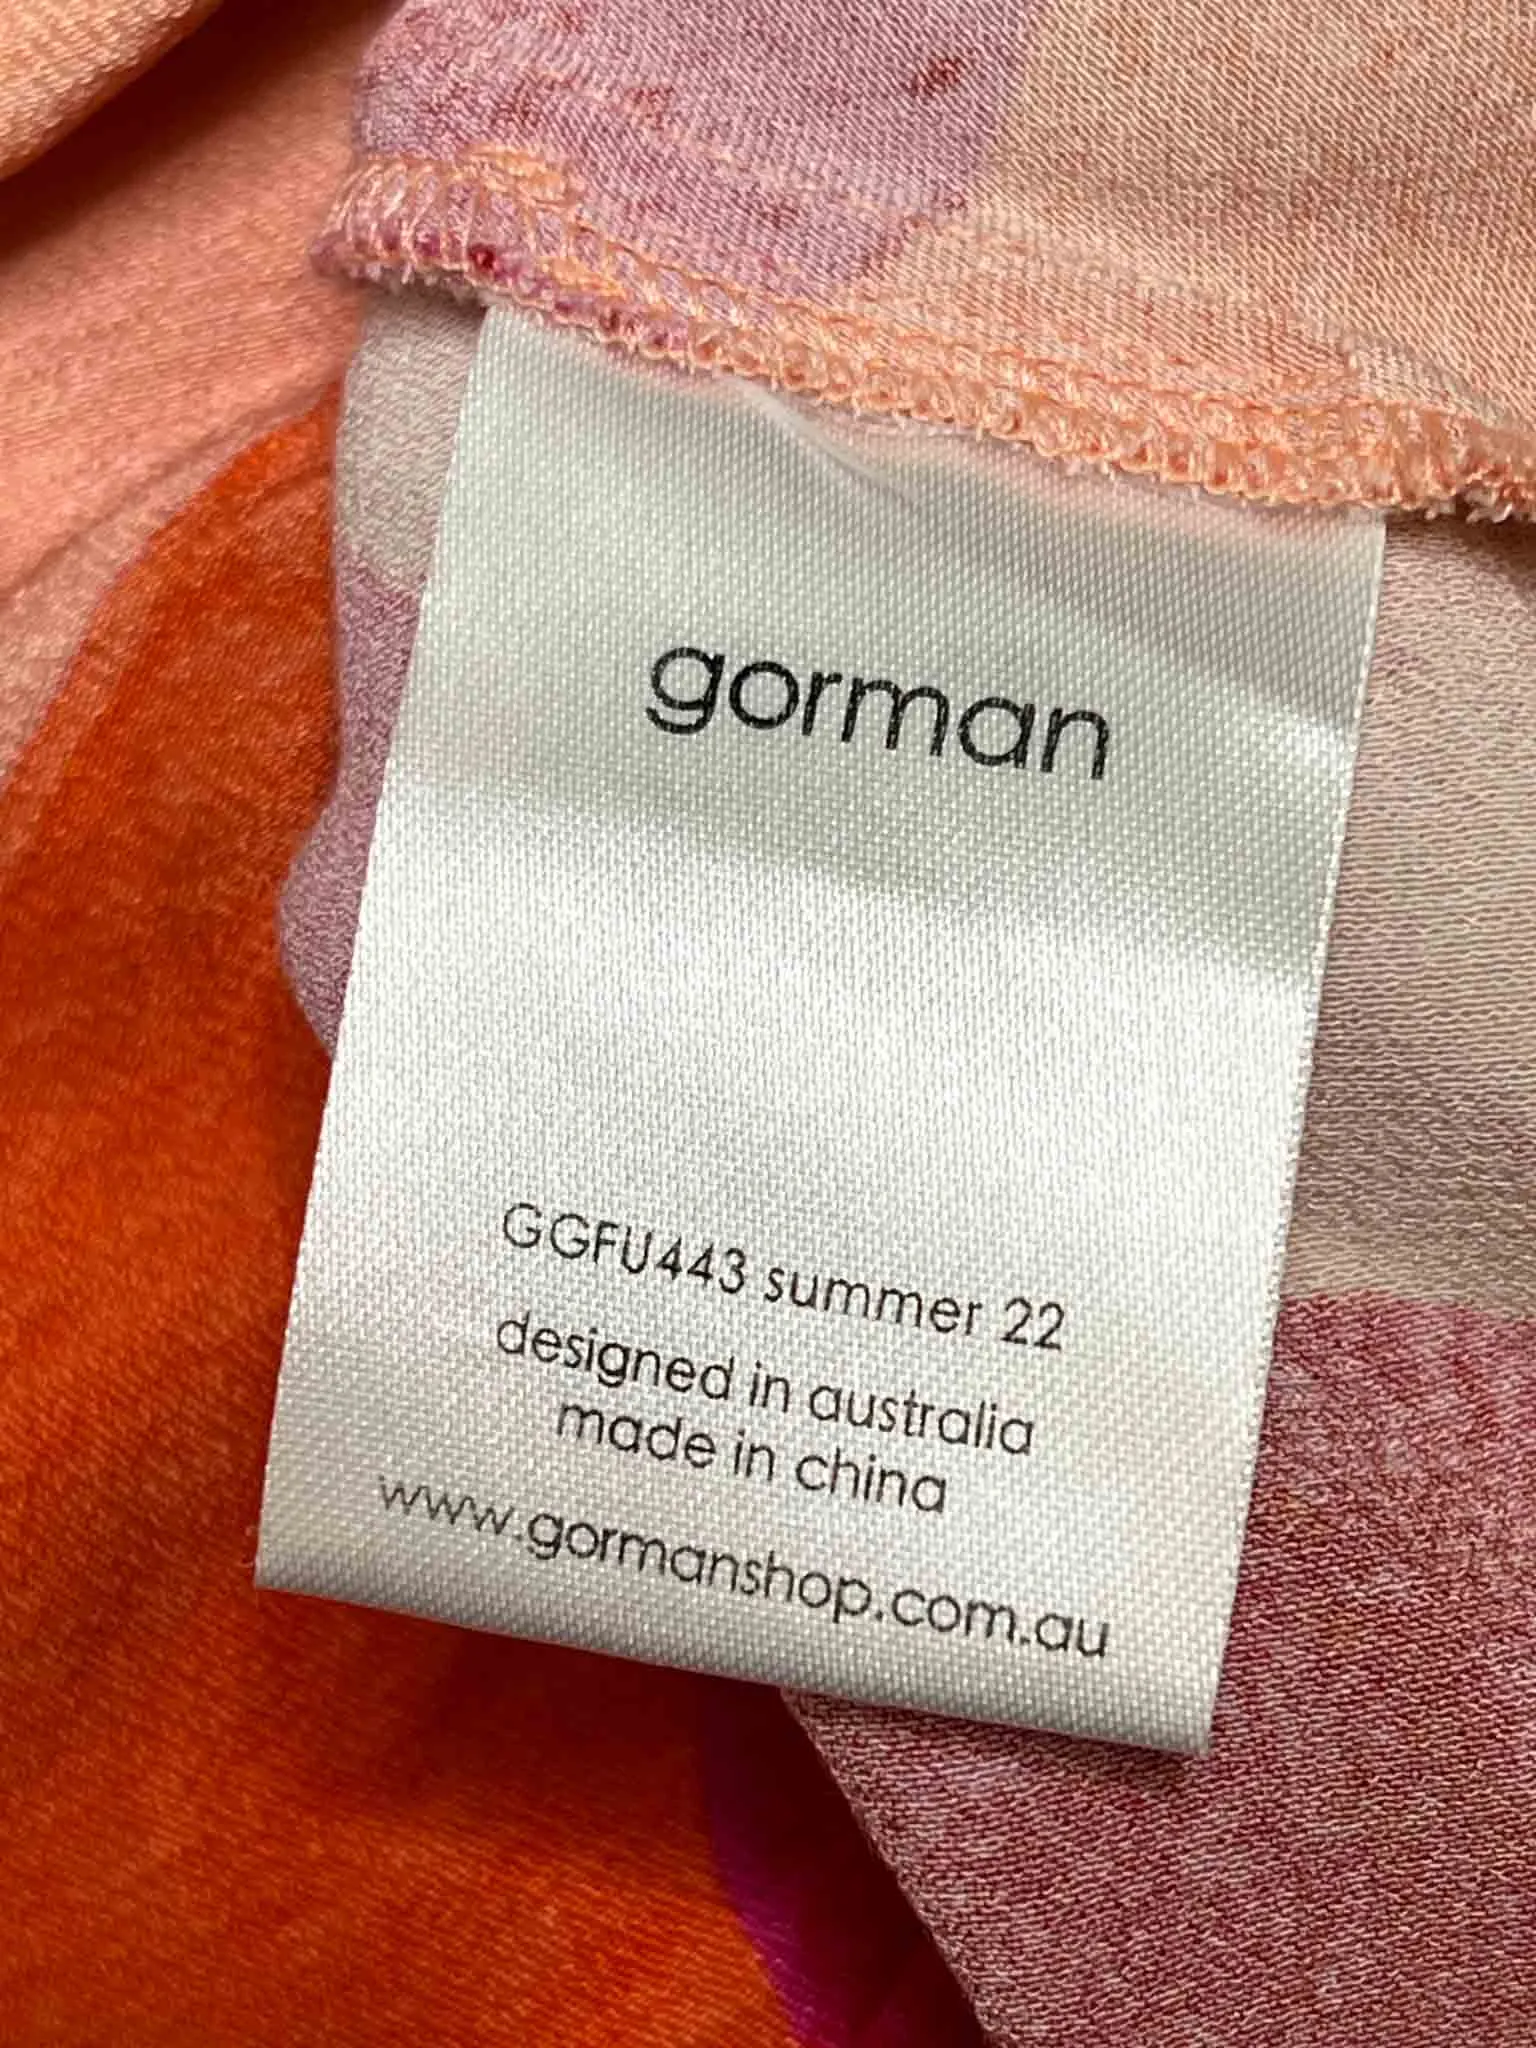 gorman
GGFU443 summer 22
designed in australia
made in china
www.gormanshop.com.au